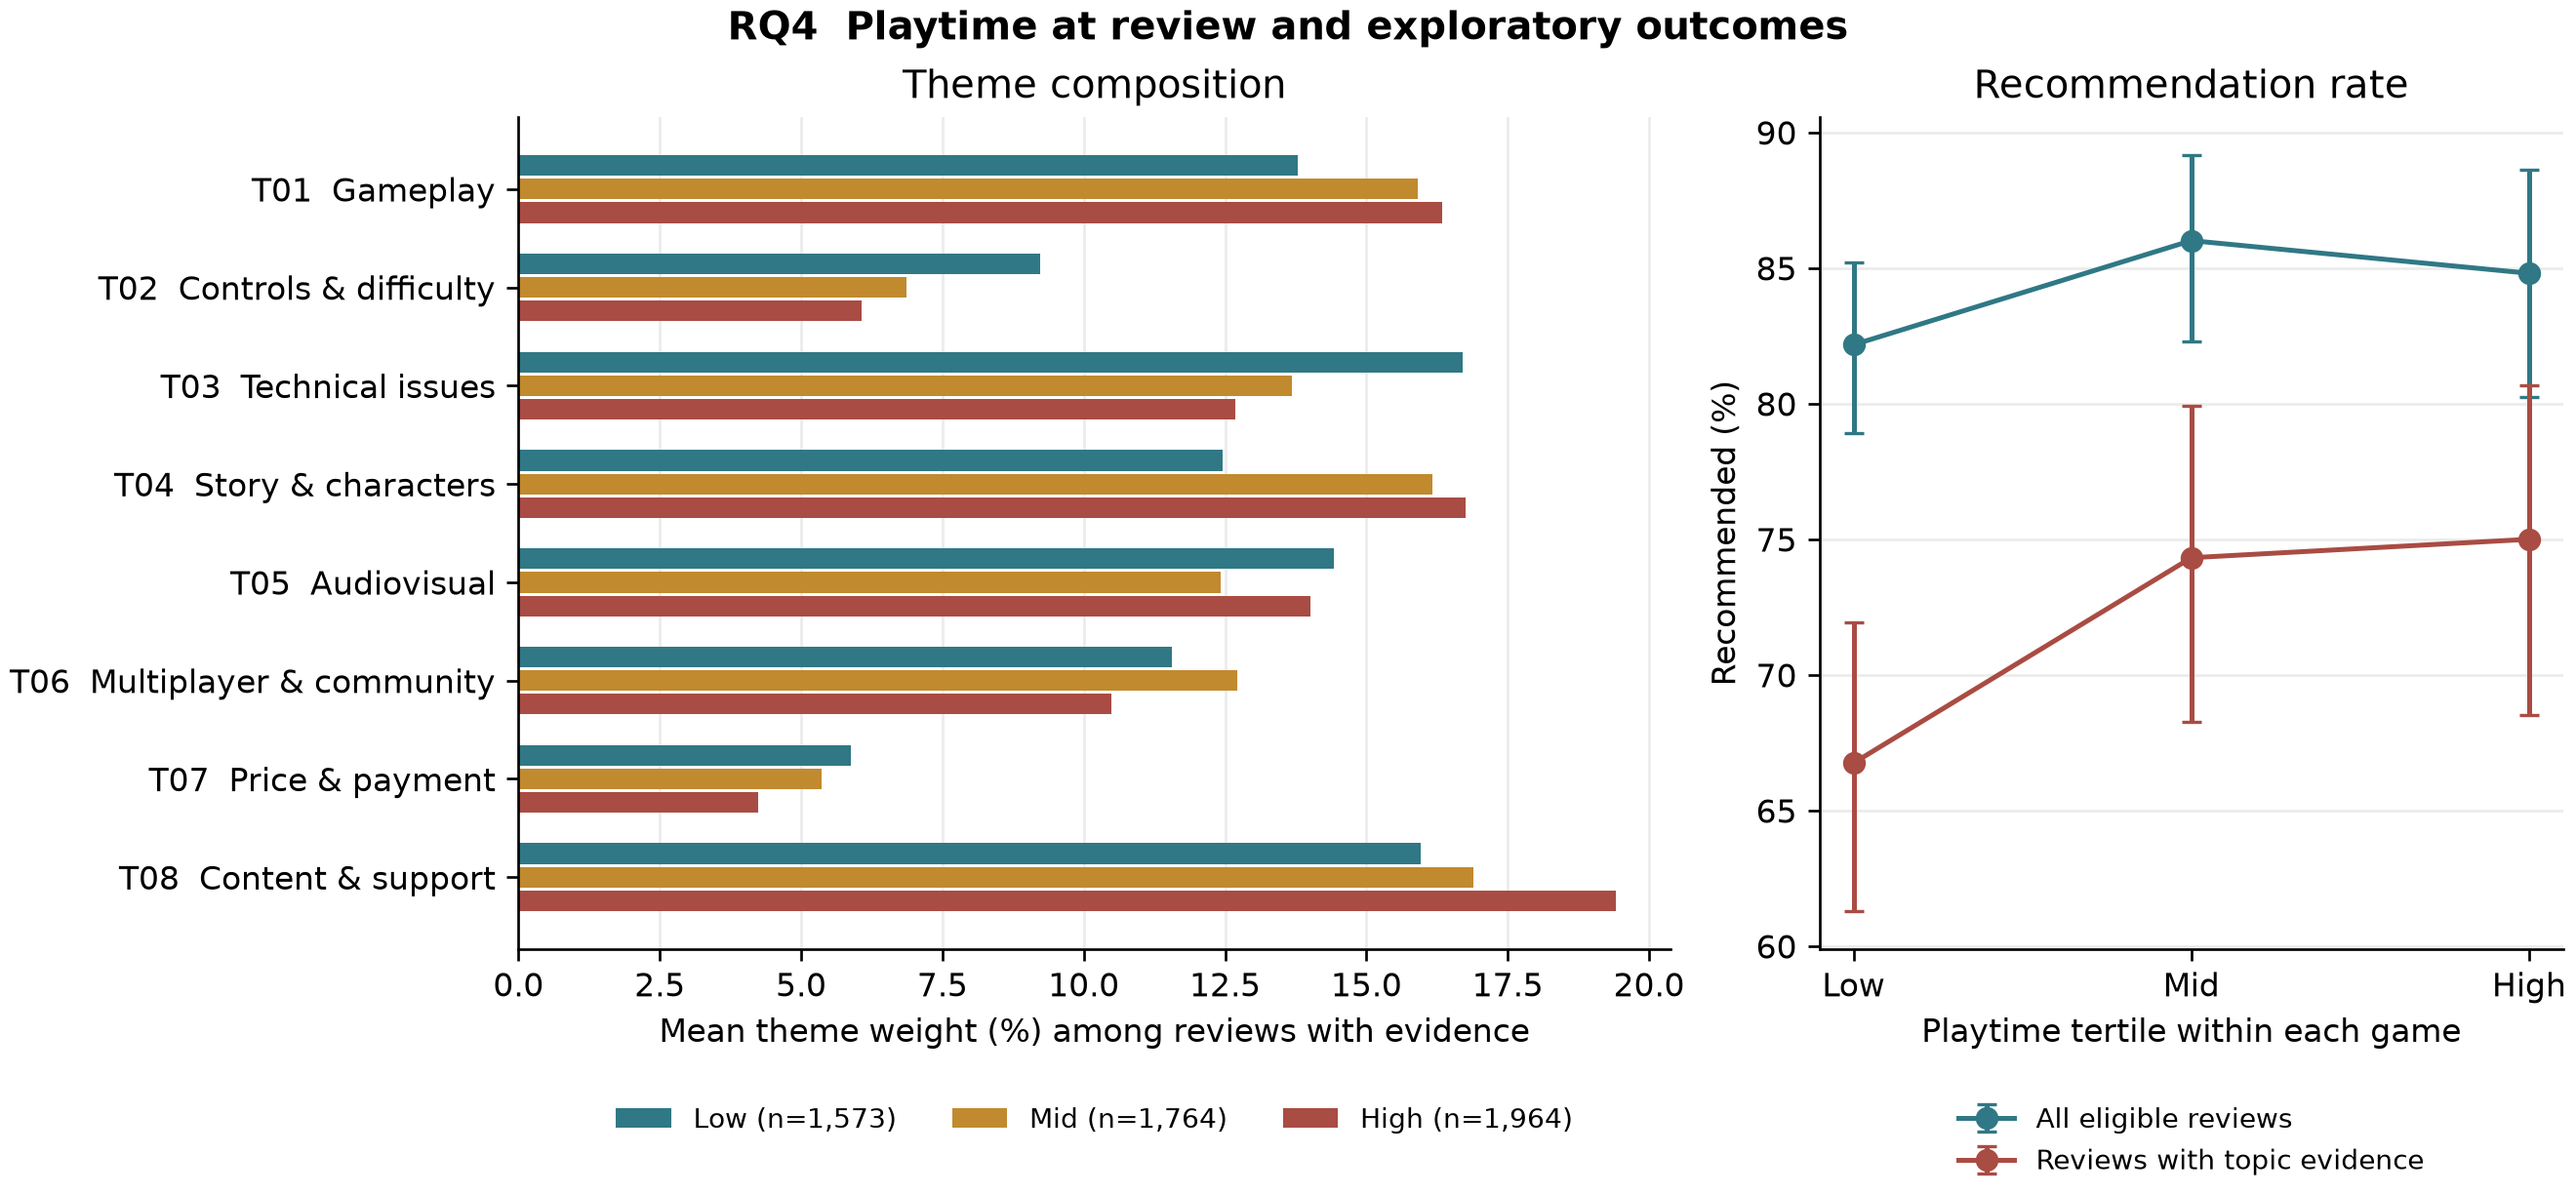 RQ4  Playtime at review and exploratory outcomes
Theme composition
T01  Gameplay
T02  Controls & difficulty
T03  Technical issues
T04  Story & characters
T05  Audiovisual
T06  Multiplayer & community
T07  Price & payment
T08  Content & support
0.0 2.5 5.0 7.5 10.0 12.5 15.0 17.5 20.0
Mean theme weight (%) among reviews with evidence
Low (n=1,573) Mid (n=1,764) High (n=1,964)
Recommendation rate
Recommended (%)
90
85
80
75
70
65
60
Low Mid High
Playtime tertile within each game
All eligible reviews
Reviews with topic evidence